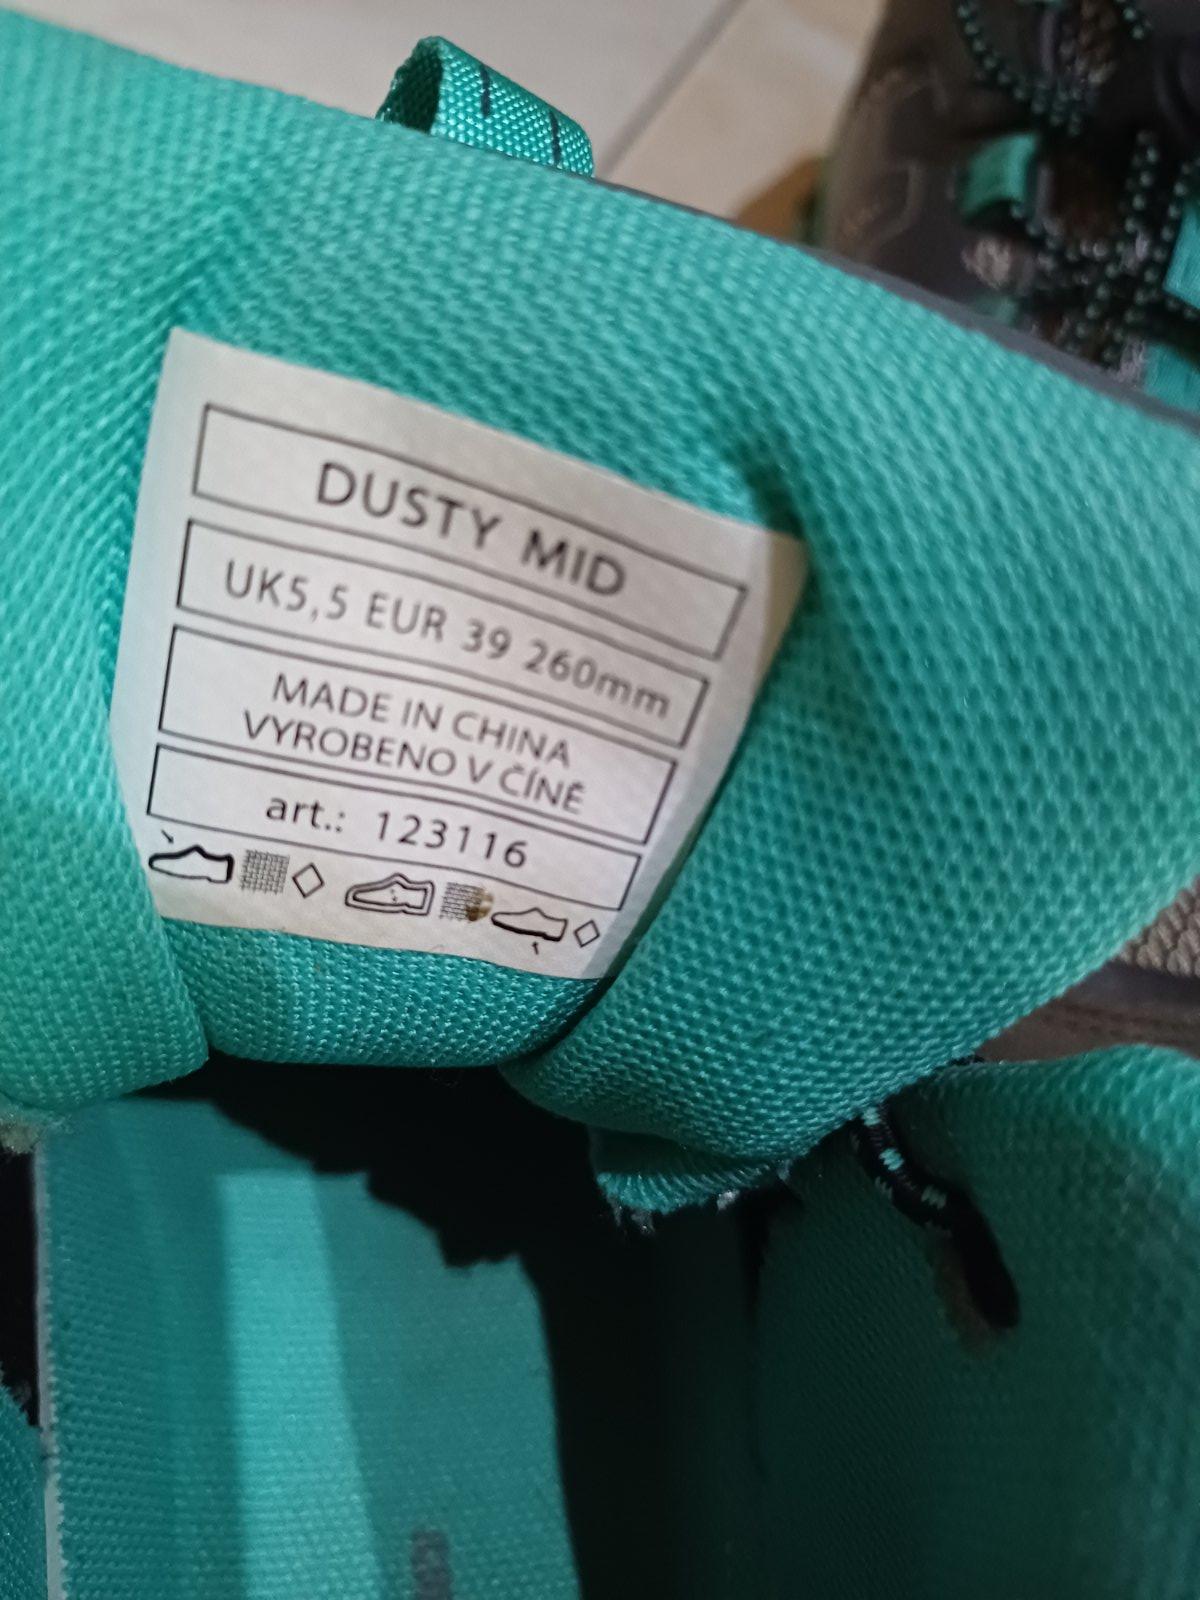 DUSTY MID
UK5,5 EUR 39 260mm
MADE IN CHINA
VYROBENO V ČÍNĚ
art.: 123116